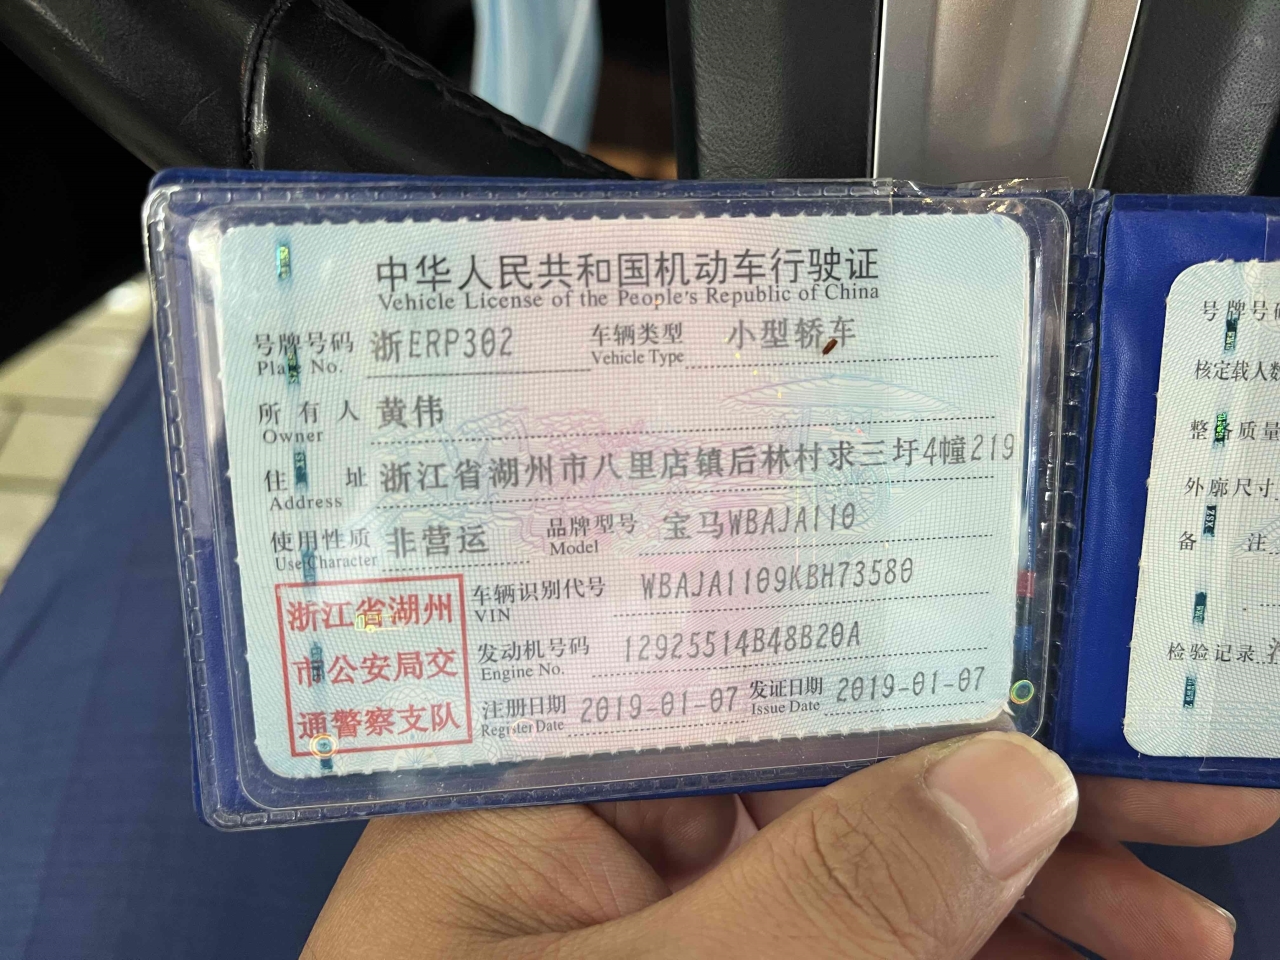 中华人民共和国机动车行驶证
Vehicle License of the People's Republic of China
号牌号码 浙ERP302 车辆类型 小型轿车
Plate No. Vehicle Type
所有人 黄伟
Owner
住址 浙江省湖州市八里店镇后林村求三圩4幢219
Address
使用性质 非营运 品牌型号 宝马WBAJA110
Use Character Model
车辆识别代号 WBAJA1109KBH73580
VIN
发动机号码 12925514B48B20A
Engine No.
注册日期 2019-01-07 发证日期 2019-01-07
Register Date Issue Date
浙江省湖州
市公安局交
通警察支队
号牌号码
核定载人数
整 质量
外廓尺寸
备 注
检验记录